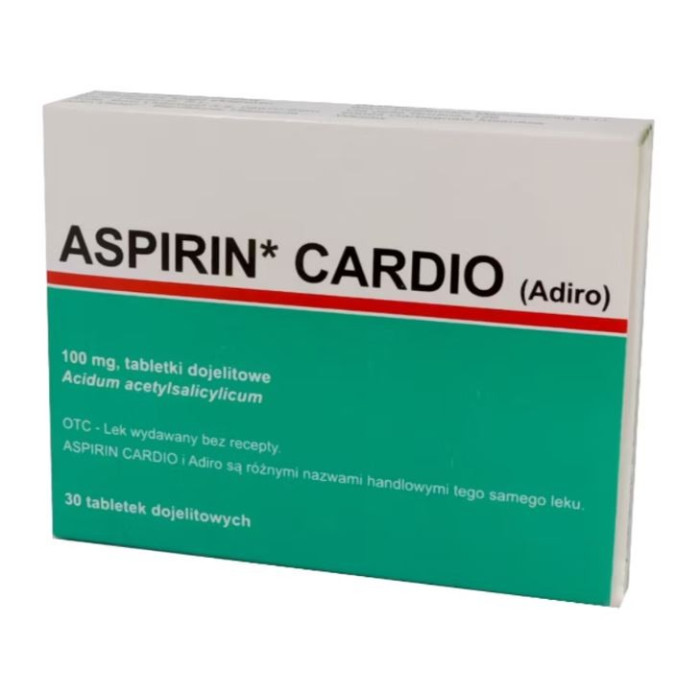 ASPIRIN* CARDIO (Adiro)
100 mg, tabletki dojelitowe
Acidum acetylsalicylicum
OTC - Lek wydawany bez recepty.
ASPIRIN CARDIO i Adiro są różnymi nazwami handlowymi tego samego leku.
30 tabletek dojelitowych